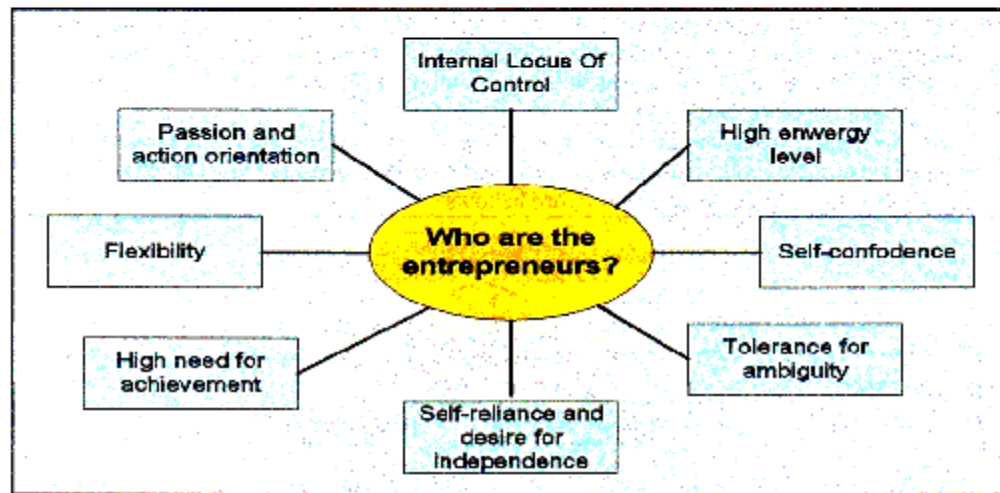 Internal Locus Of
Control
Passion and
action orientation
High enwergy
level
Flexibility
Who are the
entrepreneurs?
Self-confodence
High need for
achievement
Tolerance for
ambiguity
Self-reliance and
desire for
independence